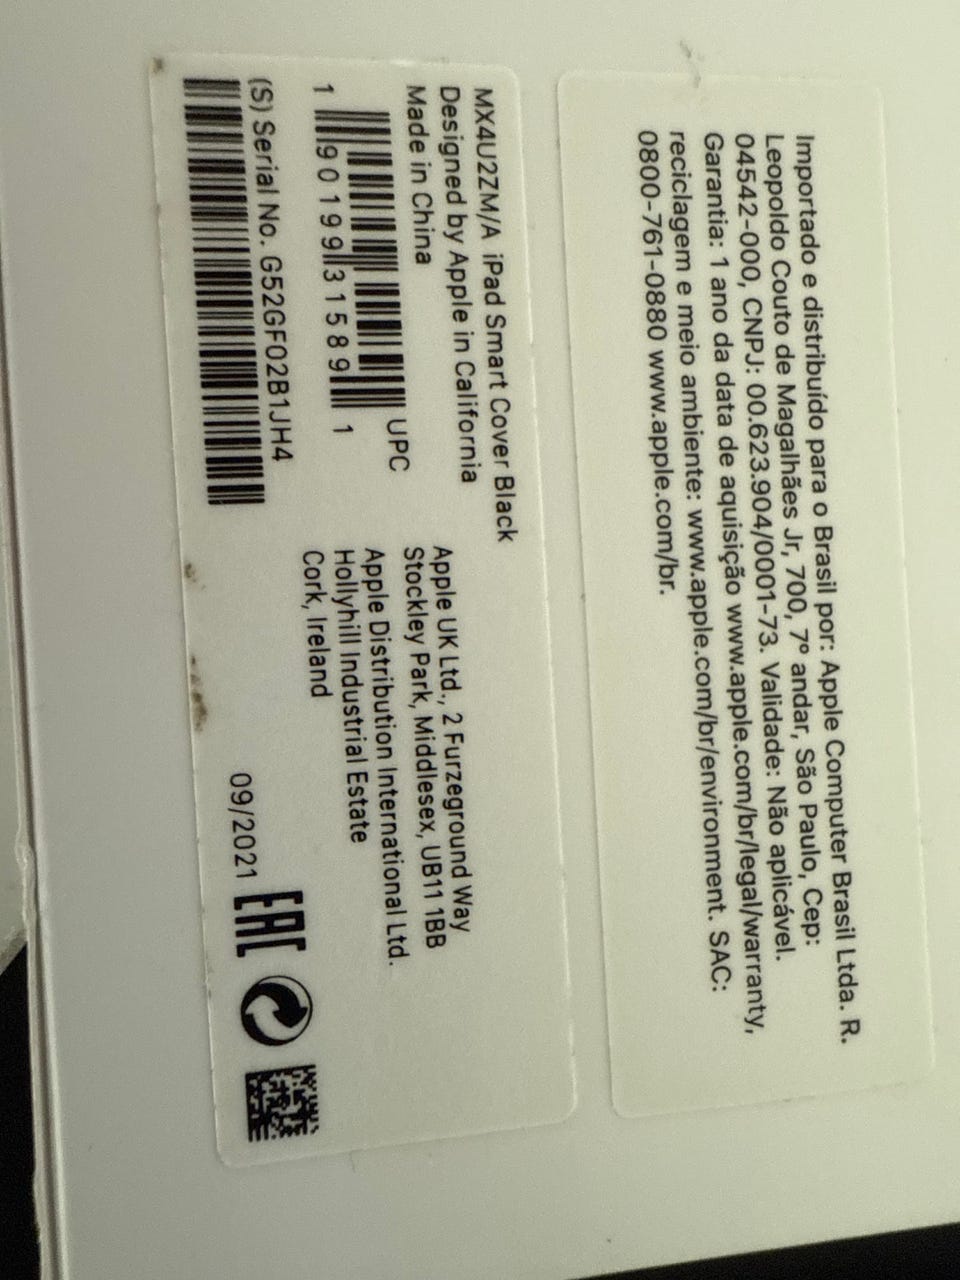 Importado e distribuído para o Brasil por: Apple Computer Brasil Ltda. R.
Leopoldo Couto de Magalhães Jr, 700, 7º andar, São Paulo, Cep:
04542-000, CNPJ: 00.623.904/0001-73. Validade: Não aplicável.
Garantia: 1 ano da data de aquisição www.apple.com/br/legal/warranty,
reciclagem e meio ambiente: www.apple.com/br/environment. SAC:
0800-761-0880 www.apple.com/br.
MX4U2ZM/A iPad Smart Cover Black
Designed by Apple in California
Made in China
UPC
1 90199 31589 1
(S) Serial No. G52GF02B1JH4
Apple UK Ltd., 2 Furzeground Way
Stockley Park, Middlesex, UB11 1BB
Apple Distribution International Ltd.
Hollyhill Industrial Estate
Cork, Ireland
09/2021 EAC